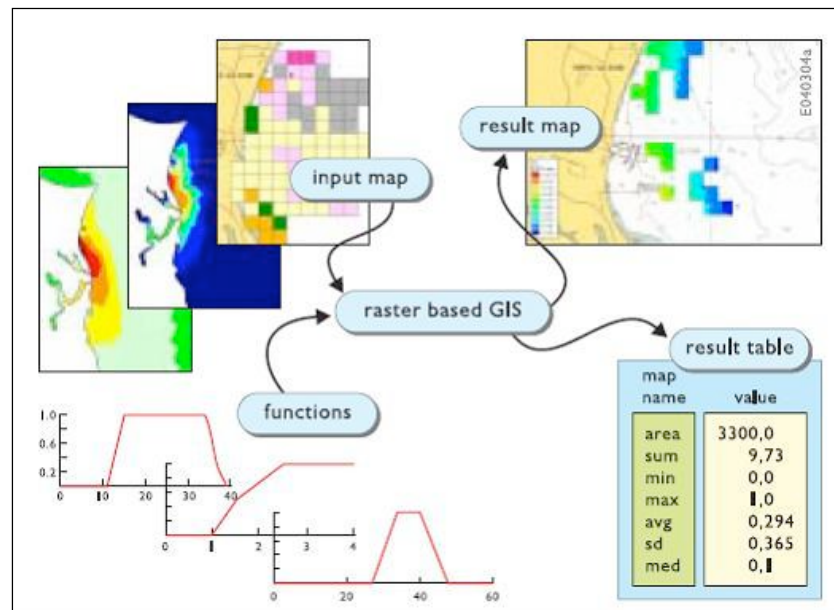 E040304a
result map
input map
raster based GIS
result table
map
name value
area 3300,0
sum 9,73
min 0,0
max 1,0
avg 0,294
sd 0,365
med 0,1
functions
1.0
0.6
0.2
0 10 20 30 40
0 1 2 3 4
0 20 40 60